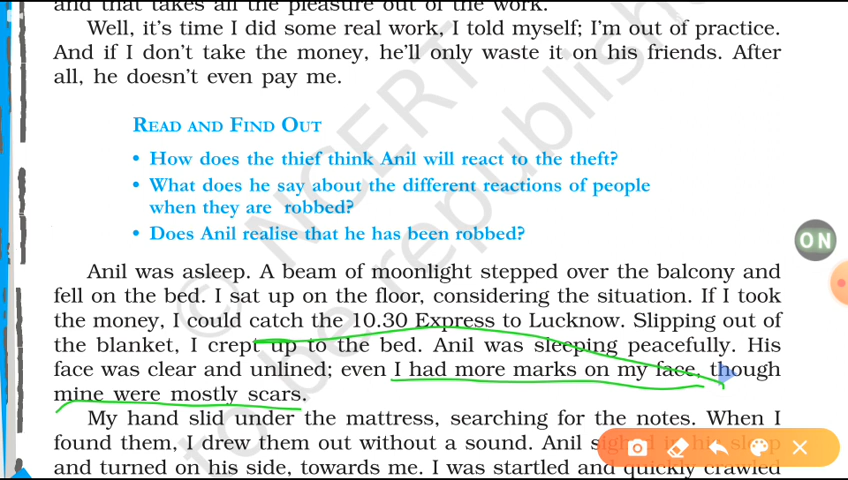 and that takes all the pleasure out of the work.
Well, it's time I did some real work, I told myself; I'm out of practice.
And if I don't take the money, he'll only waste it on his friends. After
all, he doesn't even pay me.
READ AND FIND OUT
• How does the thief think Anil will react to the theft?
• What does he say about the different reactions of people
when they are robbed?
• Does Anil realise that he has been robbed?
Anil was asleep. A beam of moonlight stepped over the balcony and
fell on the bed. I sat up on the floor, considering the situation. If I took
the money, I could catch the 10.30 Express to Lucknow. Slipping out of
the blanket, I crept up to the bed. Anil was sleeping peacefully. His
face was clear and unlined; even I had more marks on my face, though
mine were mostly scars.
My hand slid under the mattress, searching for the notes. When I
found them, I drew them out without a sound. Anil sighed in his sleep
and turned on his side, towards me. I was startled and quickly crawled
© NCERT
to be republish
ON